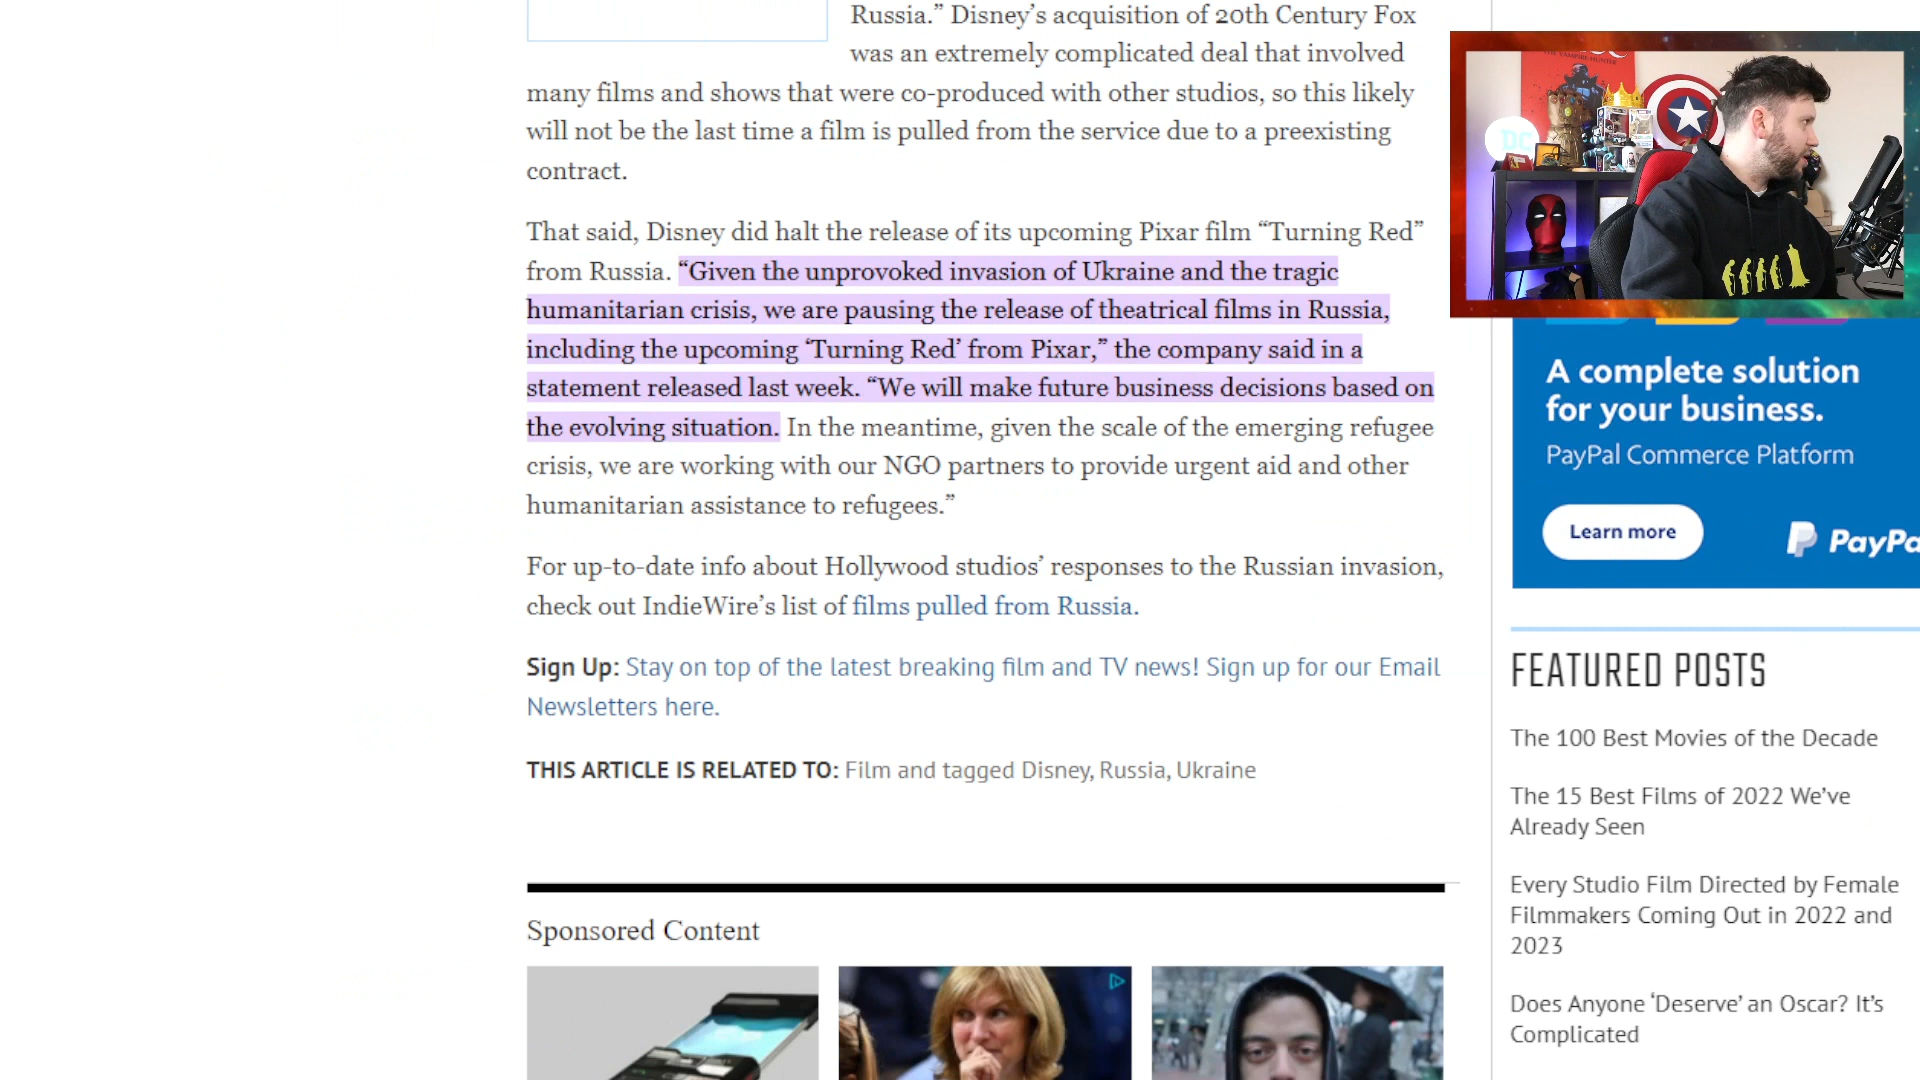 Russia.” Disney’s acquisition of 20th Century Fox
was an extremely complicated deal that involved
many films and shows that were co-produced with other studios, so this likely
will not be the last time a film is pulled from the service due to a preexisting
contract.
That said, Disney did halt the release of its upcoming Pixar film “Turning Red”
from Russia. “Given the unprovoked invasion of Ukraine and the tragic
humanitarian crisis, we are pausing the release of theatrical films in Russia,
including the upcoming ‘Turning Red’ from Pixar,” the company said in a
statement released last week. “We will make future business decisions based on
the evolving situation. In the meantime, given the scale of the emerging refugee
crisis, we are working with our NGO partners to provide urgent aid and other
humanitarian assistance to refugees.”
For up-to-date info about Hollywood studios’ responses to the Russian invasion,
check out IndieWire’s list of films pulled from Russia.
Sign Up: Stay on top of the latest breaking film and TV news! Sign up for our Email
Newsletters here.
THIS ARTICLE IS RELATED TO: Film and tagged Disney, Russia, Ukraine
Sponsored Content
DC
A complete solution
for your business.
PayPal Commerce Platform
Learn more
FEATURED POSTS
The 100 Best Movies of the Decade
The 15 Best Films of 2022 We’ve
Already Seen
Every Studio Film Directed by Female
Filmmakers Coming Out in 2022 and
2023
Does Anyone ‘Deserve’ an Oscar? It’s
Complicated